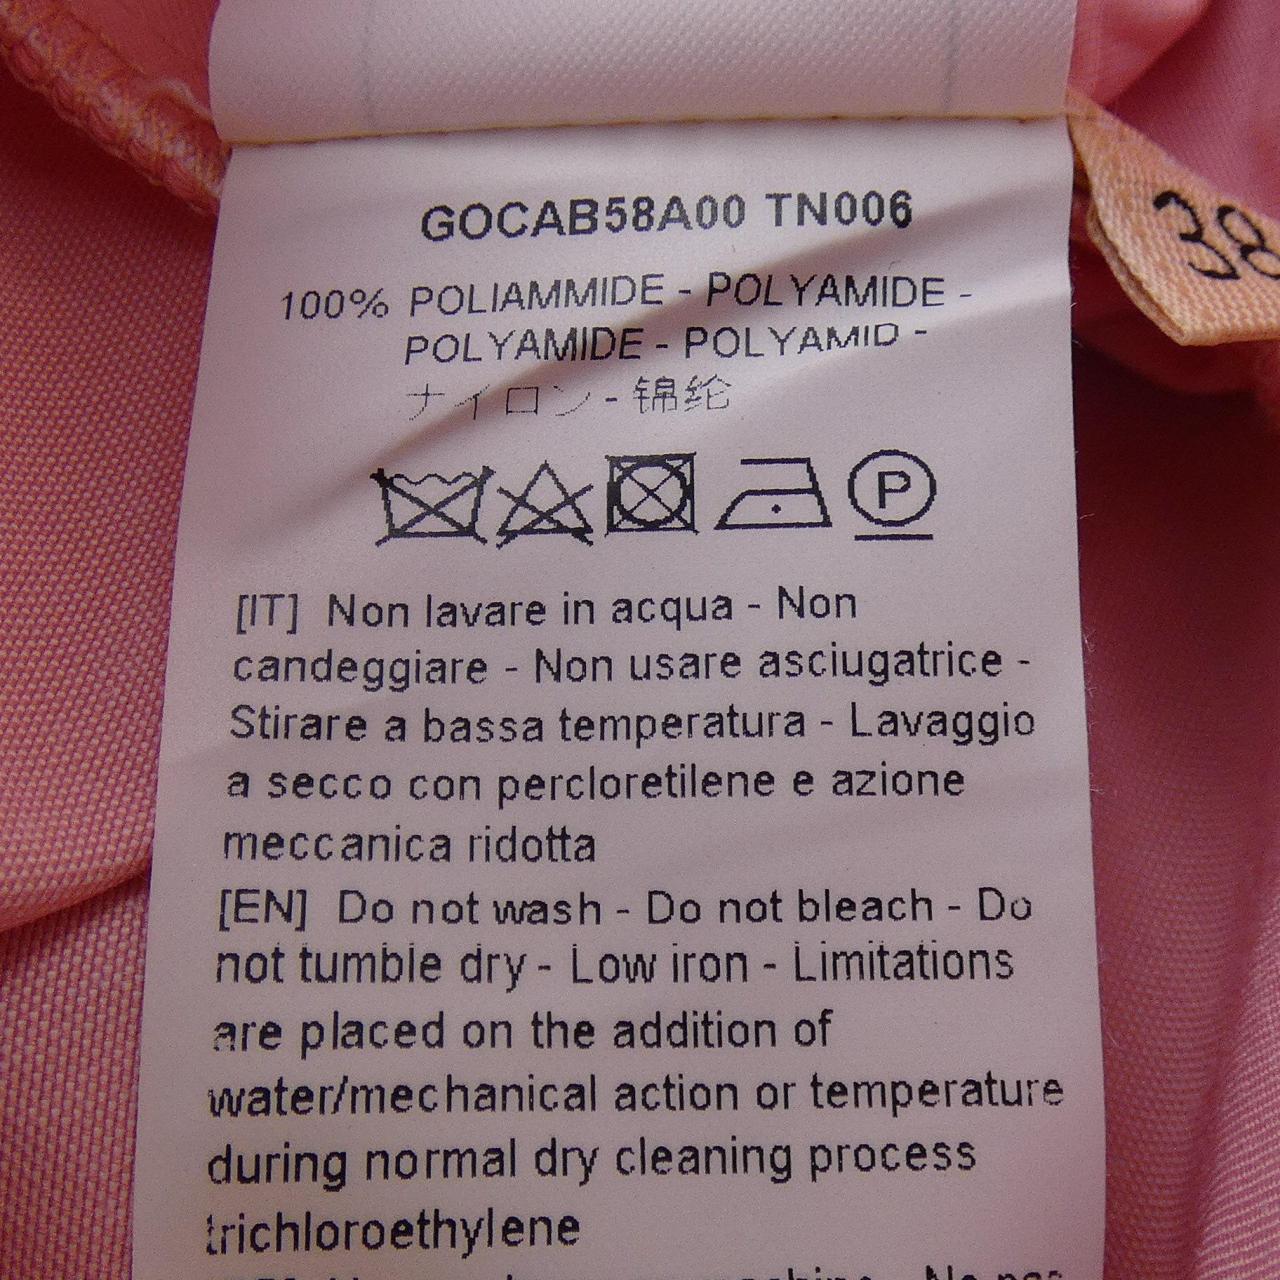 GOCAB58A00 TN006
38
100% POLIAMMIDE - POLYAMIDE -
POLYAMIDE - POLYAMID -
ナイロン - 锦纶
P
[IT] Non lavare in acqua - Non
candeggiare - Non usare asciugatrice -
Stirare a bassa temperatura - Lavaggio
a secco con percloretilene e azione
meccanica ridotta
[EN] Do not wash - Do not bleach - Do
not tumble dry - Low iron - Limitations
are placed on the addition of
water/mechanical action or temperature
during normal dry cleaning process
trichloroethylene